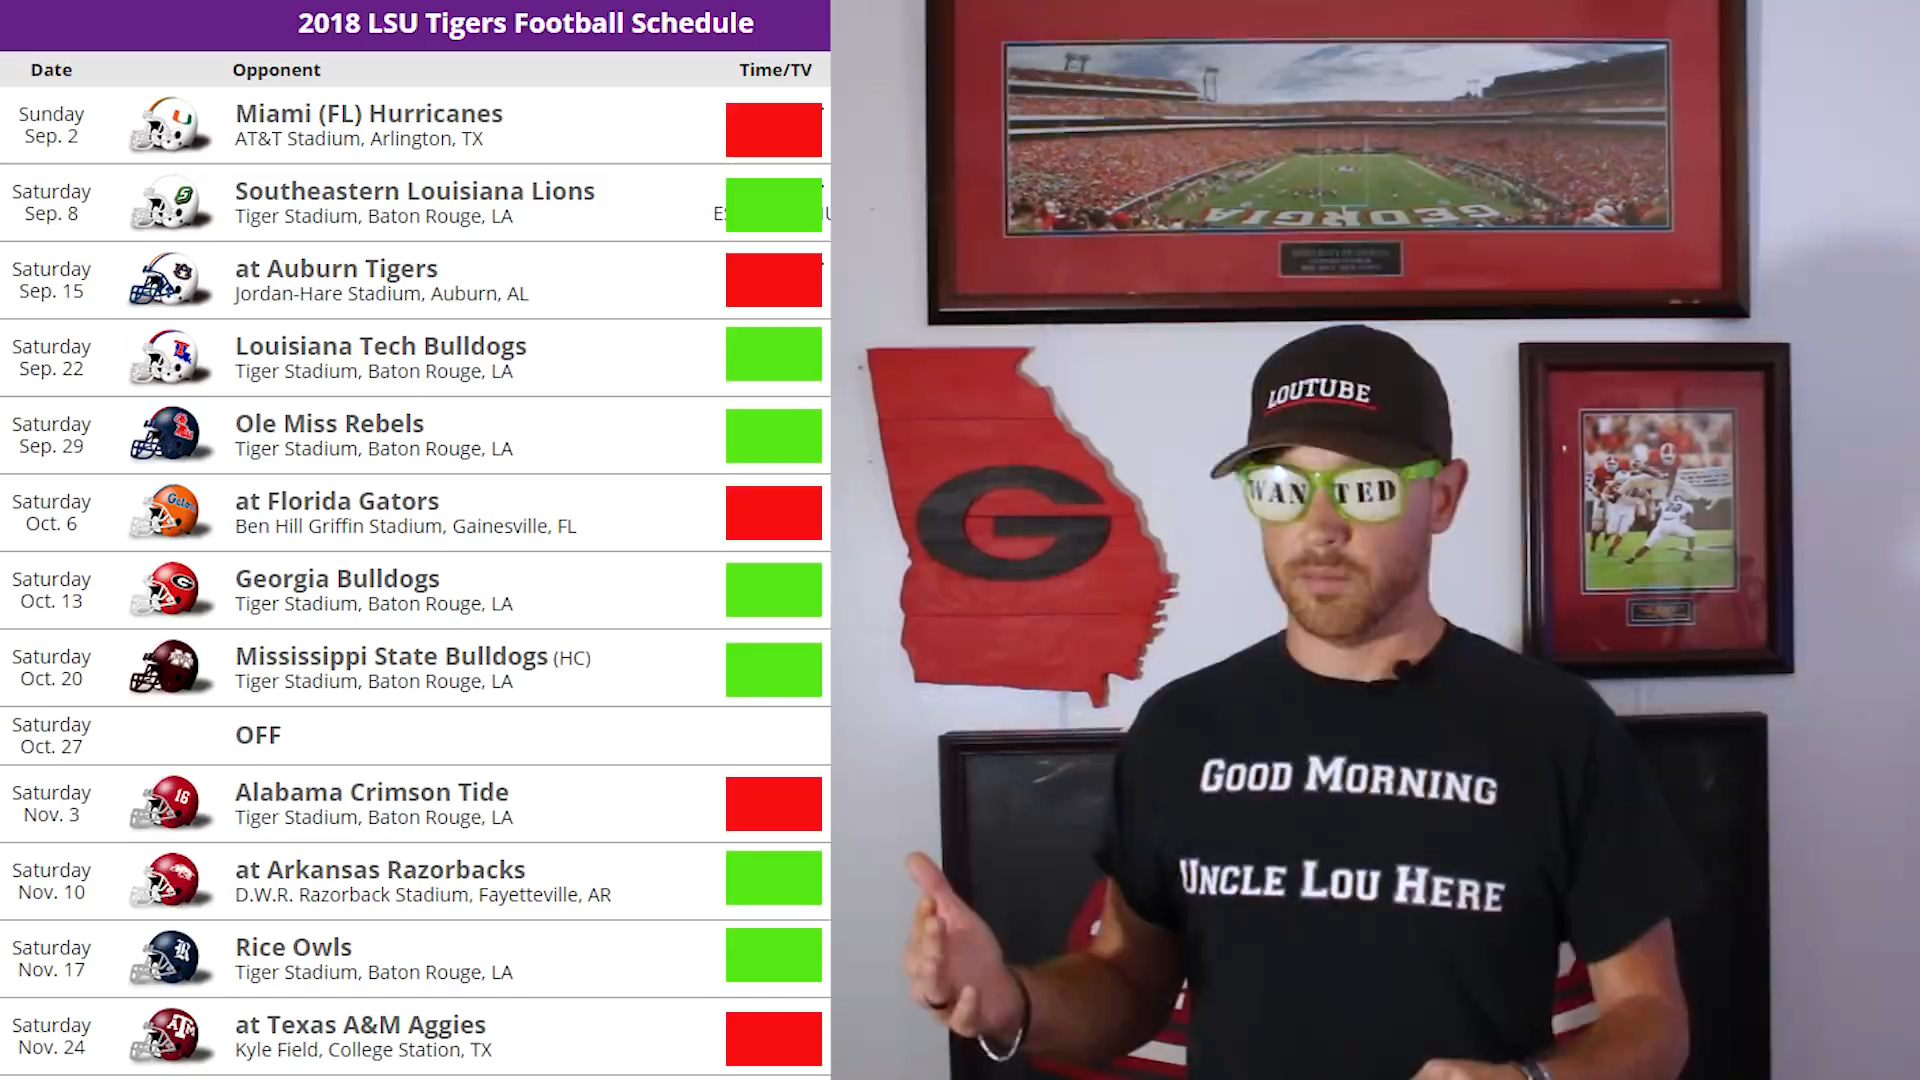 2018 LSU Tigers Football Schedule
Date Opponent Time/TV
Sunday
Sep. 2
Miami (FL) Hurricanes
AT&T Stadium, Arlington, TX
Saturday
Sep. 8
Southeastern Louisiana Lions
Tiger Stadium, Baton Rouge, LA
Saturday
Sep. 15
at Auburn Tigers
Jordan-Hare Stadium, Auburn, AL
Saturday
Sep. 22
Louisiana Tech Bulldogs
Tiger Stadium, Baton Rouge, LA
Saturday
Sep. 29
Ole Miss Rebels
Tiger Stadium, Baton Rouge, LA
Saturday
Oct. 6
Gators
at Florida Gators
Ben Hill Griffin Stadium, Gainesville, FL
Saturday
Oct. 13
G
Georgia Bulldogs
Tiger Stadium, Baton Rouge, LA
Saturday
Oct. 20
Mississippi State Bulldogs (HC)
Tiger Stadium, Baton Rouge, LA
Saturday
Oct. 27
OFF
Saturday
Nov. 3
16
Alabama Crimson Tide
Tiger Stadium, Baton Rouge, LA
Saturday
Nov. 10
at Arkansas Razorbacks
D.W.R. Razorback Stadium, Fayetteville, AR
Saturday
Nov. 17
R
Rice Owls
Tiger Stadium, Baton Rouge, LA
Saturday
Nov. 24
ATM
at Texas A&M Aggies
Kyle Field, College Station, TX
GEORGIA
G
LOUTUBE
WANTED
GOOD MORNING
UNCLE LOU HERE